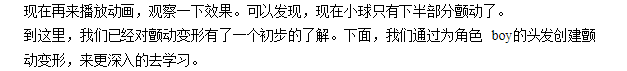 现在再来播放动画，观察一下效果。可以发现，现在小球只有下半部分颤动了。
到这里，我们已经对颤动变形有了一个初步的了解。下面，我们通过为角色 boy的头发创建颤
动变形，来更深入的去学习。